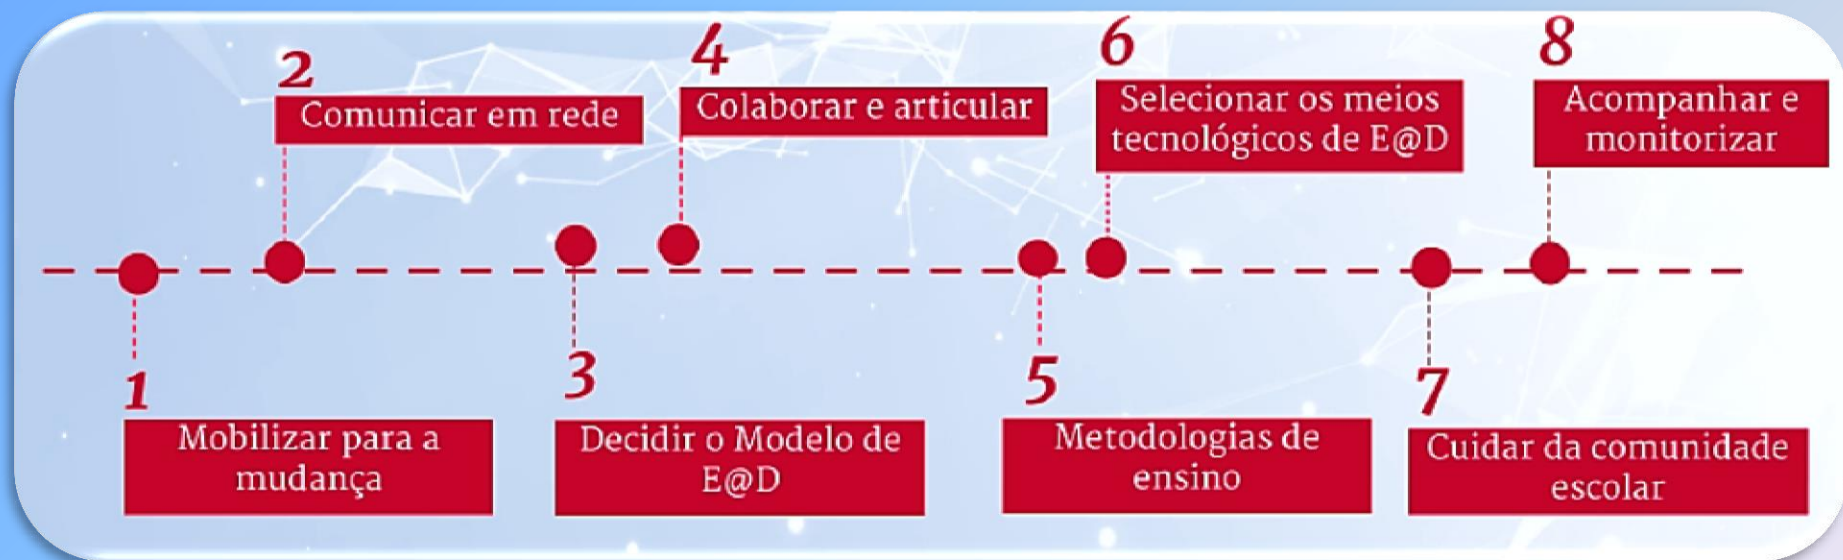 1
Mobilizar para a
mudança
2
Comunicar em rede
3
Decidir o Modelo de
E@D
4
Colaborar e articular
5
Metodologias de
ensino
6
Selecionar os meios
tecnológicos de E@D
7
Cuidar da comunidade
escolar
8
Acompanhar e
monitorizar